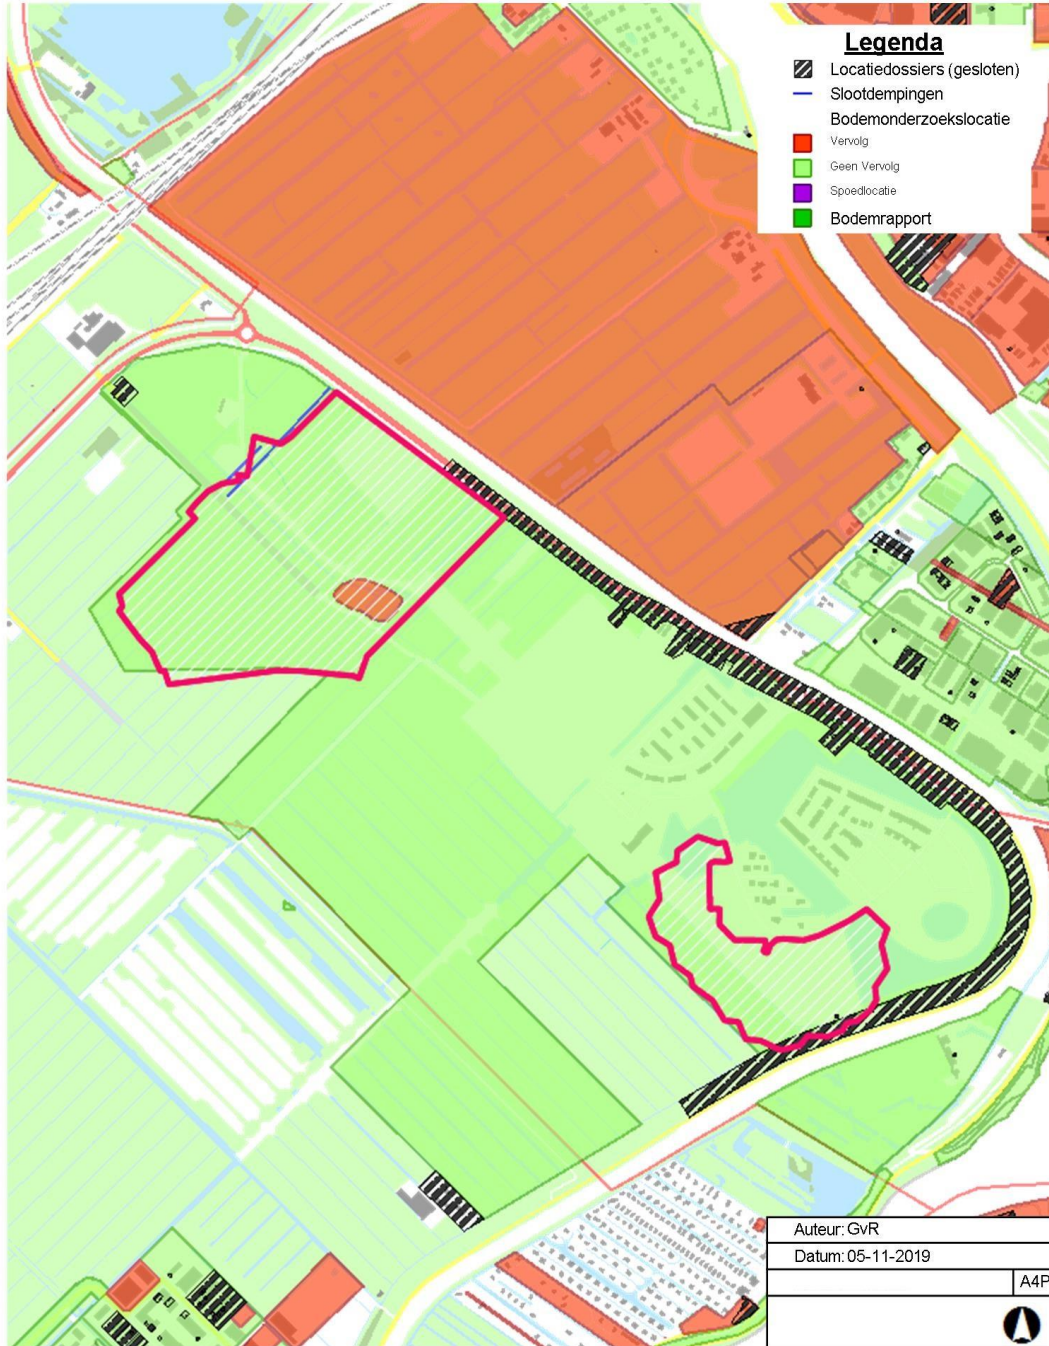 Legenda
Locatiedossiers (gesloten)
Slootdempingen
Bodemonderzoekslocatie
Vervolg
Geen Vervolg
Spoedlocatie
Bodemrapport
Auteur: GvR
Datum: 05-11-2019
A4P